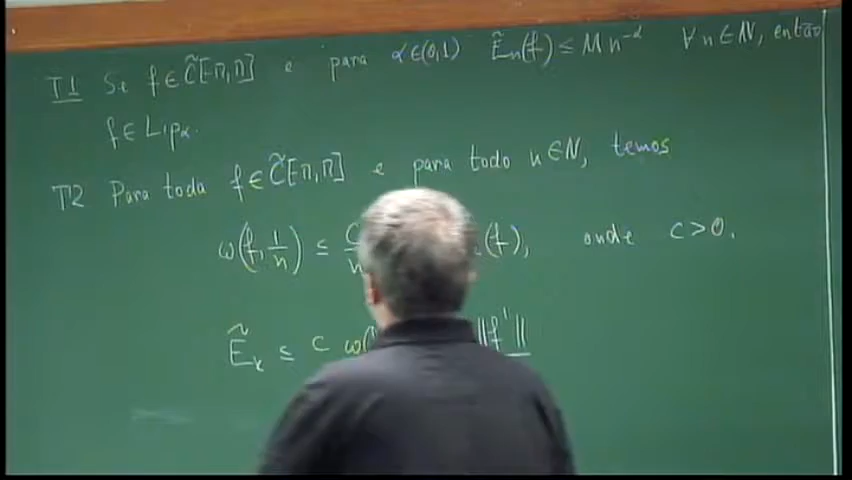 T1 Se f ∈ C̃[-π,π] e para α∈(0,1) Ẽₙ(f) ≤ M n^{-α} ∀ n∈N, então
f ∈ Lipα.
T2 Para toda f ∈ C̃[-π,π] e para todo n∈N, temos
ω(f, 1/n) ≤ C/n (f), onde c>0.
Ẽₖ ≤ c ω( ‖f'‖